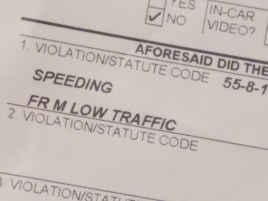 YES IN-CAR
NO VIDEO?
AFORESAID DID THE
1. VIOLATION/STATUTE CODE 55-8-1
SPEEDING
FR M LOW TRAFFIC
2. VIOLATION/STATUTE CODE
VIOLATION/STATUTE